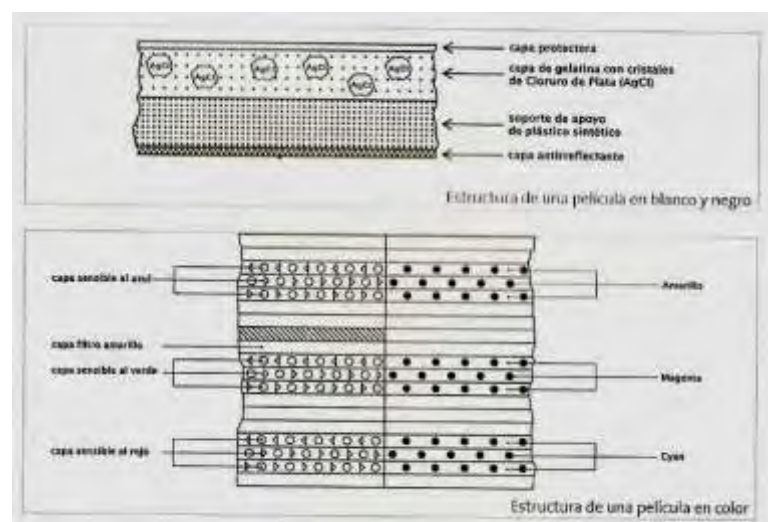 capa protectora
capa de gelatina con cristales
de Cloruro de Plata (AgCl)
AgCl
AgCl
AgCl
AgCl
AgCl
AgCl
soporte de apoyo
de plástico sintético
capa antirreflectante
Estructura de una película en blanco y negro
capa sensible al azul
Amarillo
capa filtro amarillo
capa sensible al verde
Magenta
capa sensible al rojo
Cyan
Estructura de una película en color